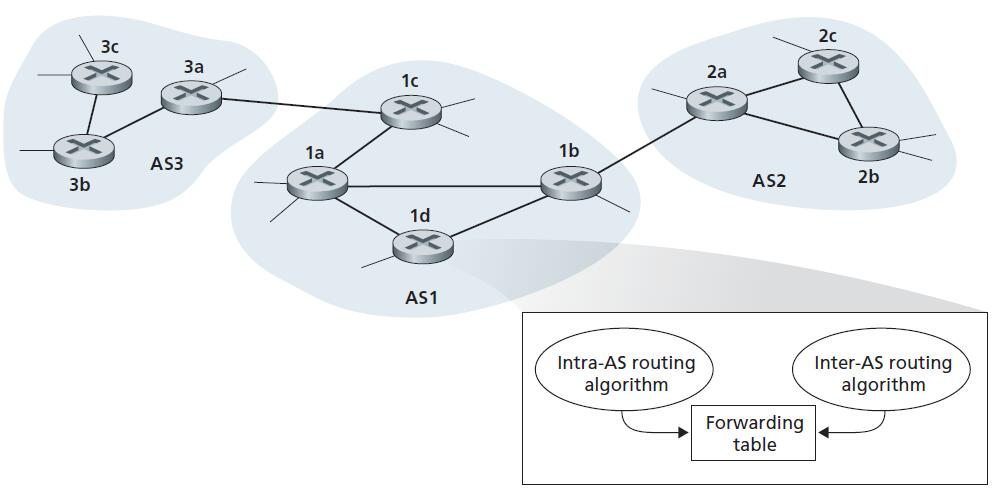 3c
3a
3b
AS3
1c
1a
1b
1d
AS1
2c
2a
2b
AS2
Intra-AS routing
algorithm
Inter-AS routing
algorithm
Forwarding
table